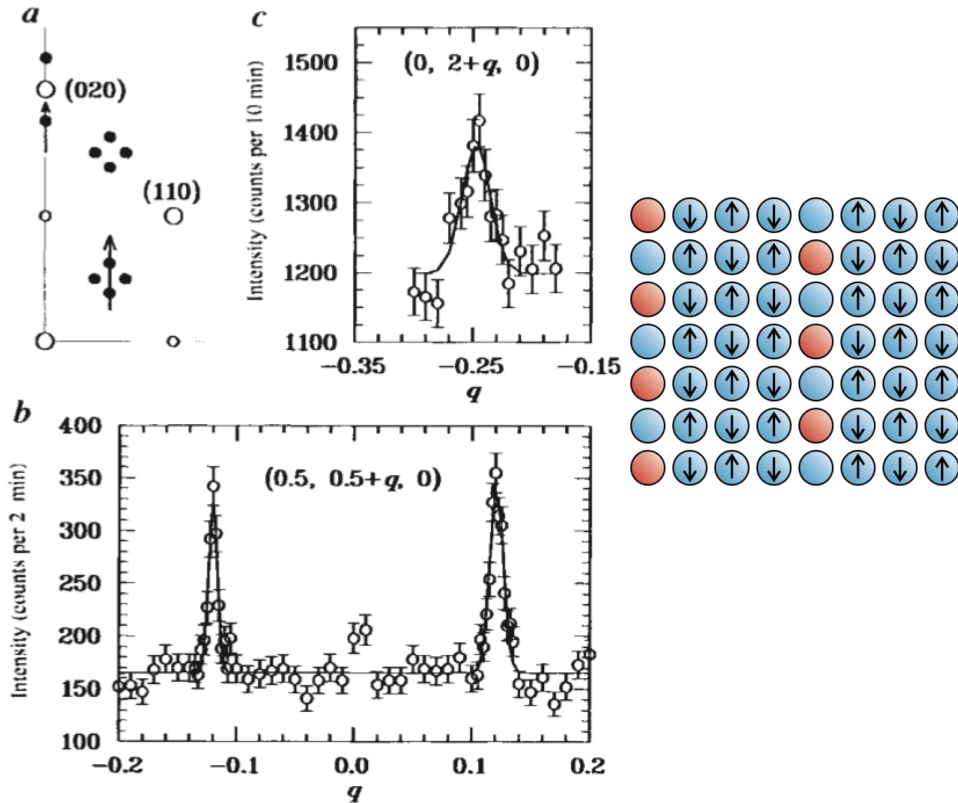 a
(020)
(110)
c
(0, 2+q, 0)
Intensity (counts per 10 min)
1500
1400
1300
1200
1100
−0.35
−0.25
−0.15
q
b
(0.5, 0.5+q, 0)
Intensity (counts per 2 min)
400
350
300
250
200
150
100
−0.2
−0.1
0.0
0.1
0.2
q